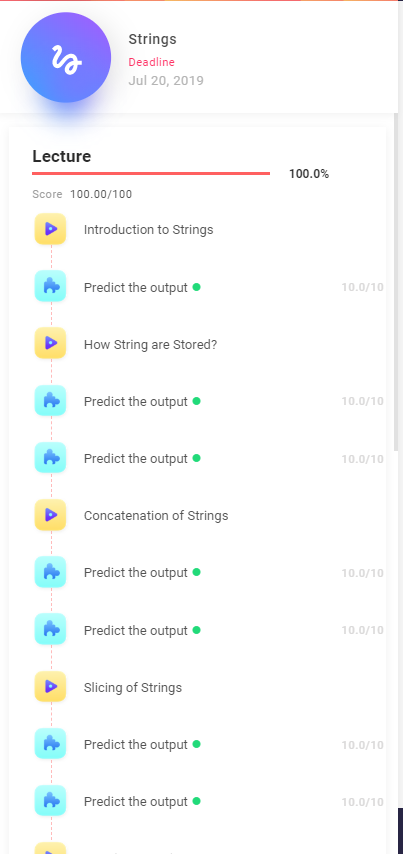 Strings
Deadline
Jul 20, 2019
Lecture
100.0%
Score 100.00/100
Introduction to Strings
Predict the output 10.0/10
How String are Stored?
Predict the output 10.0/10
Predict the output 10.0/10
Concatenation of Strings
Predict the output 10.0/10
Predict the output 10.0/10
Slicing of Strings
Predict the output 10.0/10
Predict the output 10.0/10